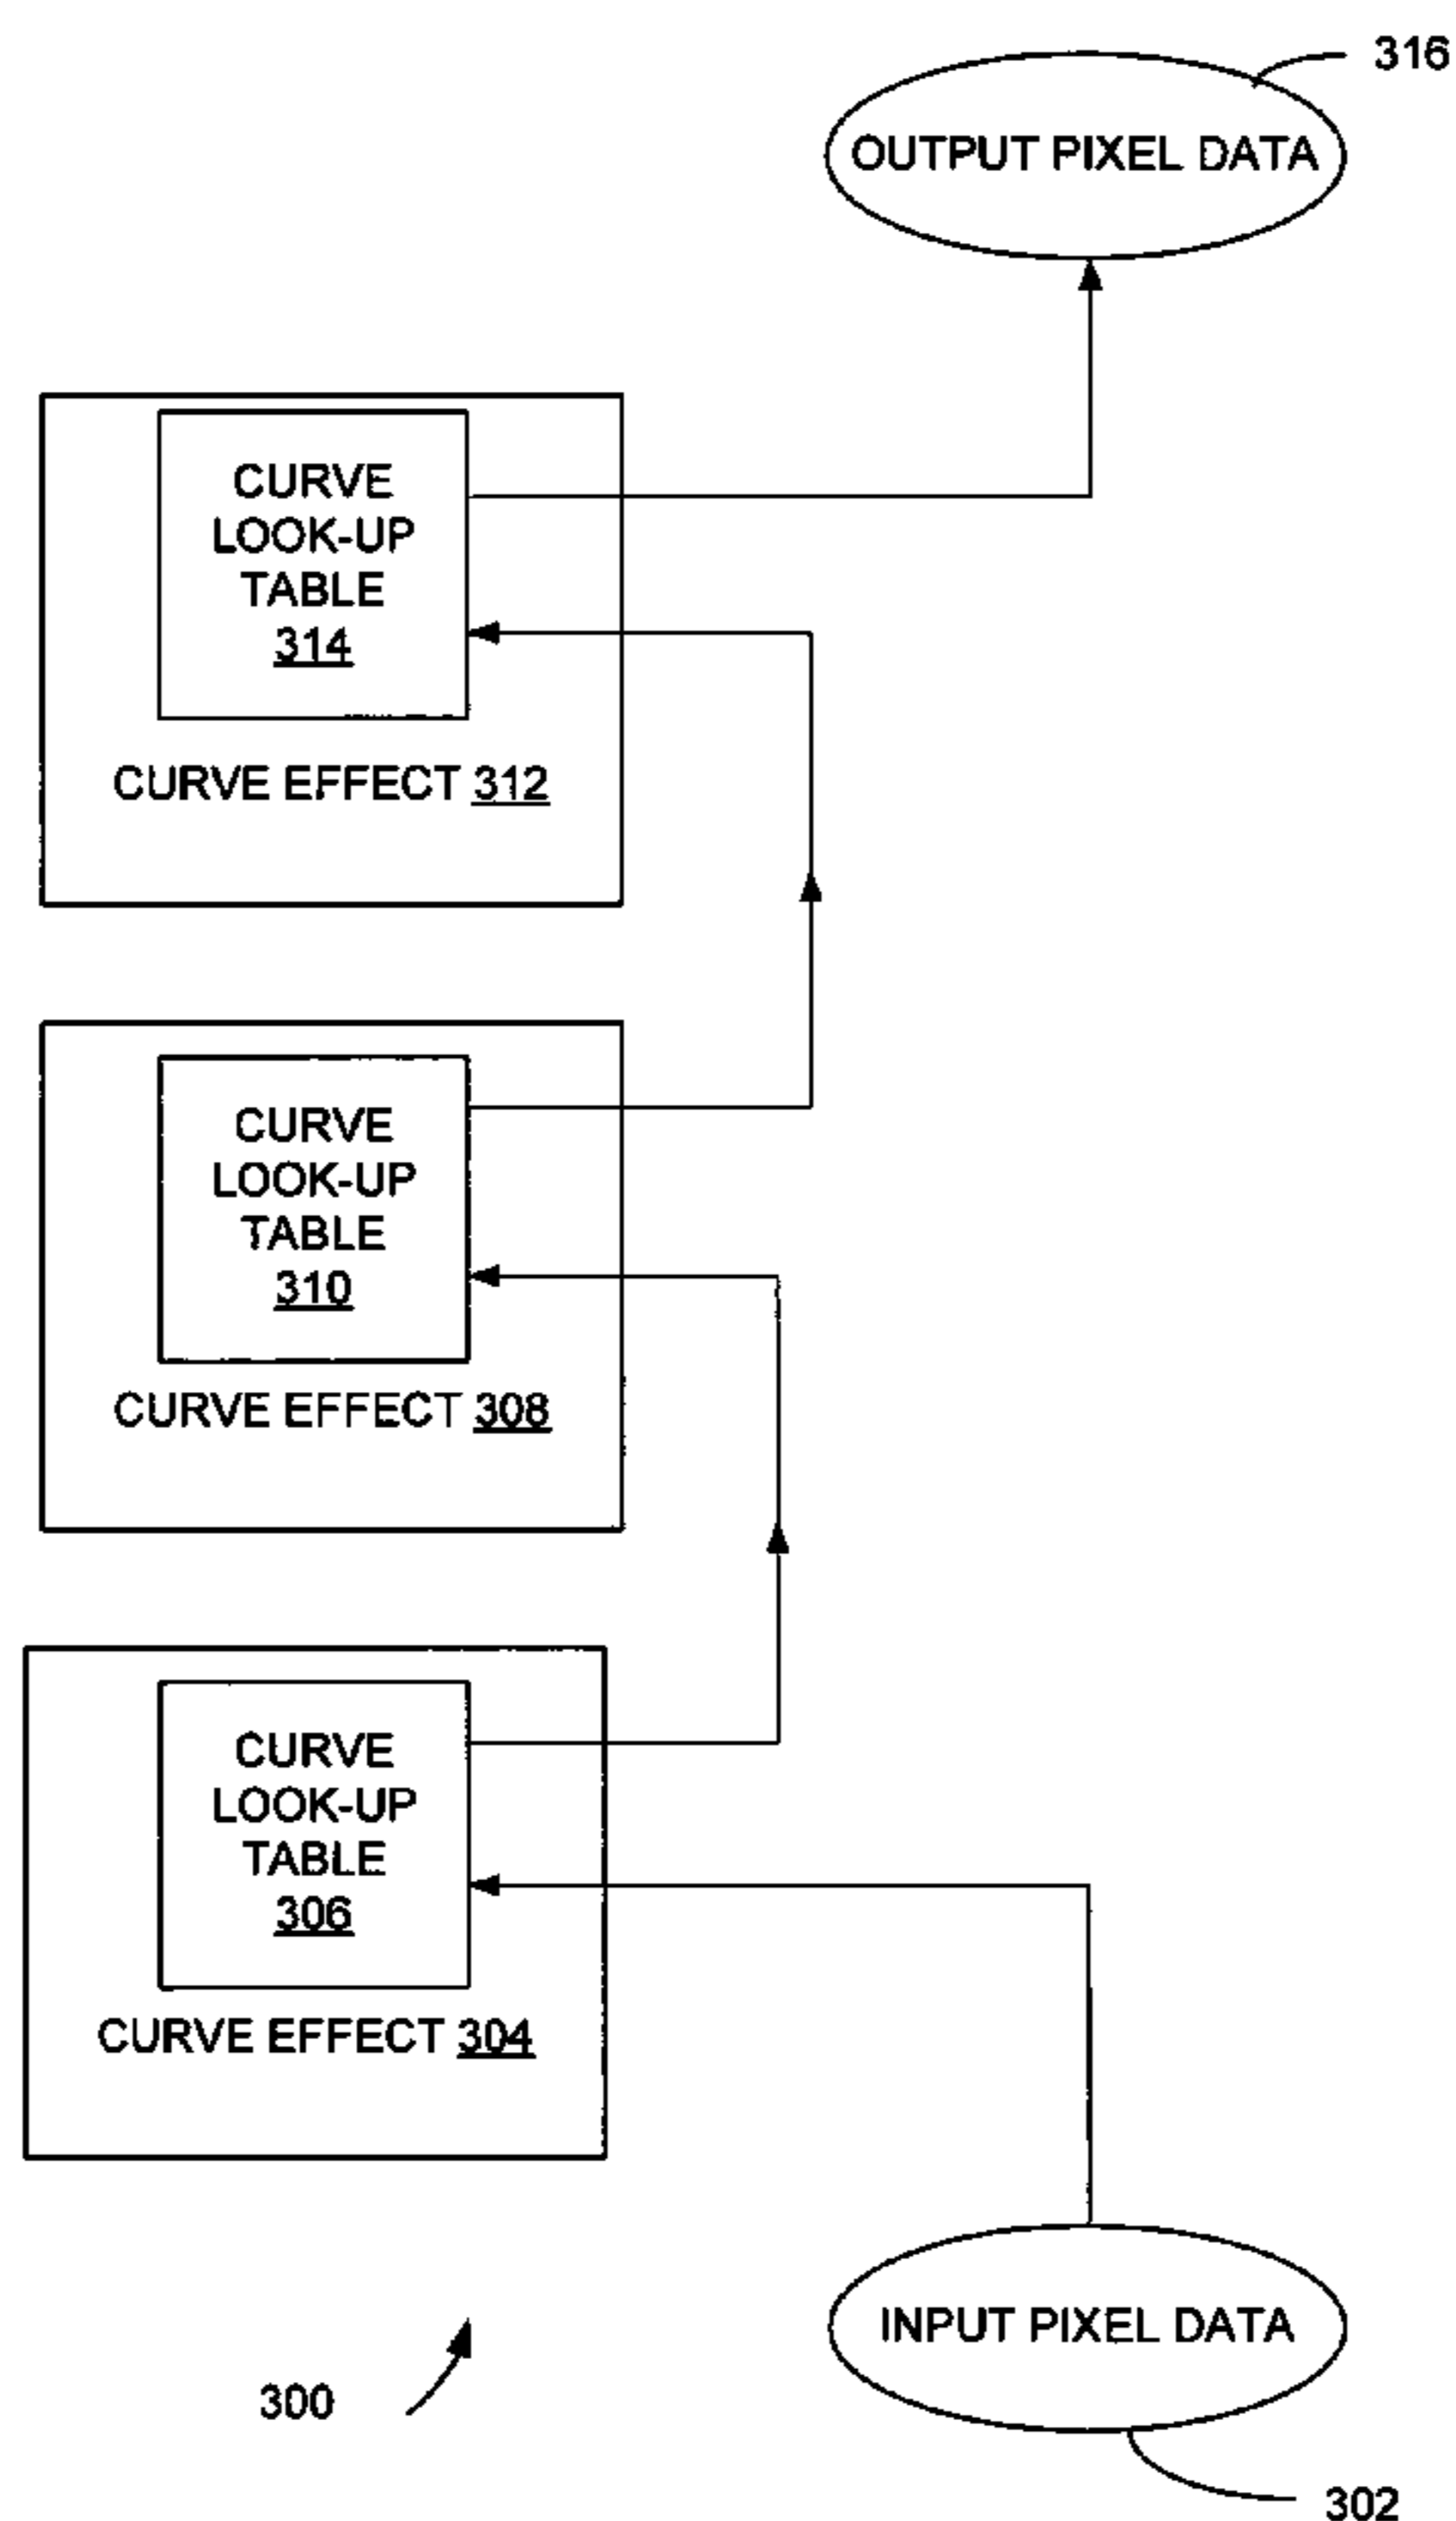 316
OUTPUT PIXEL DATA
CURVE
LOOK-UP
TABLE
314
CURVE EFFECT 312
CURVE
LOOK-UP
TABLE
310
CURVE EFFECT 308
CURVE
LOOK-UP
TABLE
306
CURVE EFFECT 304
INPUT PIXEL DATA
300
302